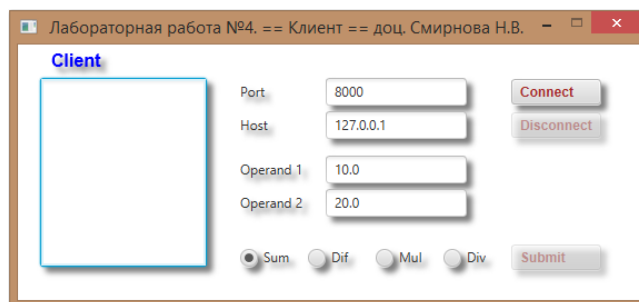 Лабораторная работа №4. == Клиент == доц. Смирнова Н.В.
Client
Port 8000 Connect
Host 127.0.0.1 Disconnect
Operand 1 10.0
Operand 2 20.0
Sum Dif Mul Div Submit